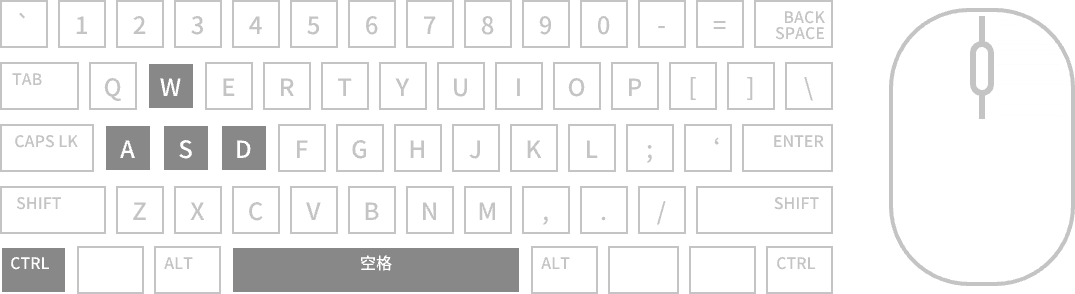 ` 1 2 3 4 5 6 7 8 9 0 - = BACK SPACE
TAB Q W E R T Y U I O P [ ] \
CAPS LK A S D F G H J K L ; ‘ ENTER
SHIFT Z X C V B N M , . / SHIFT
CTRL ALT 空格 ALT CTRL